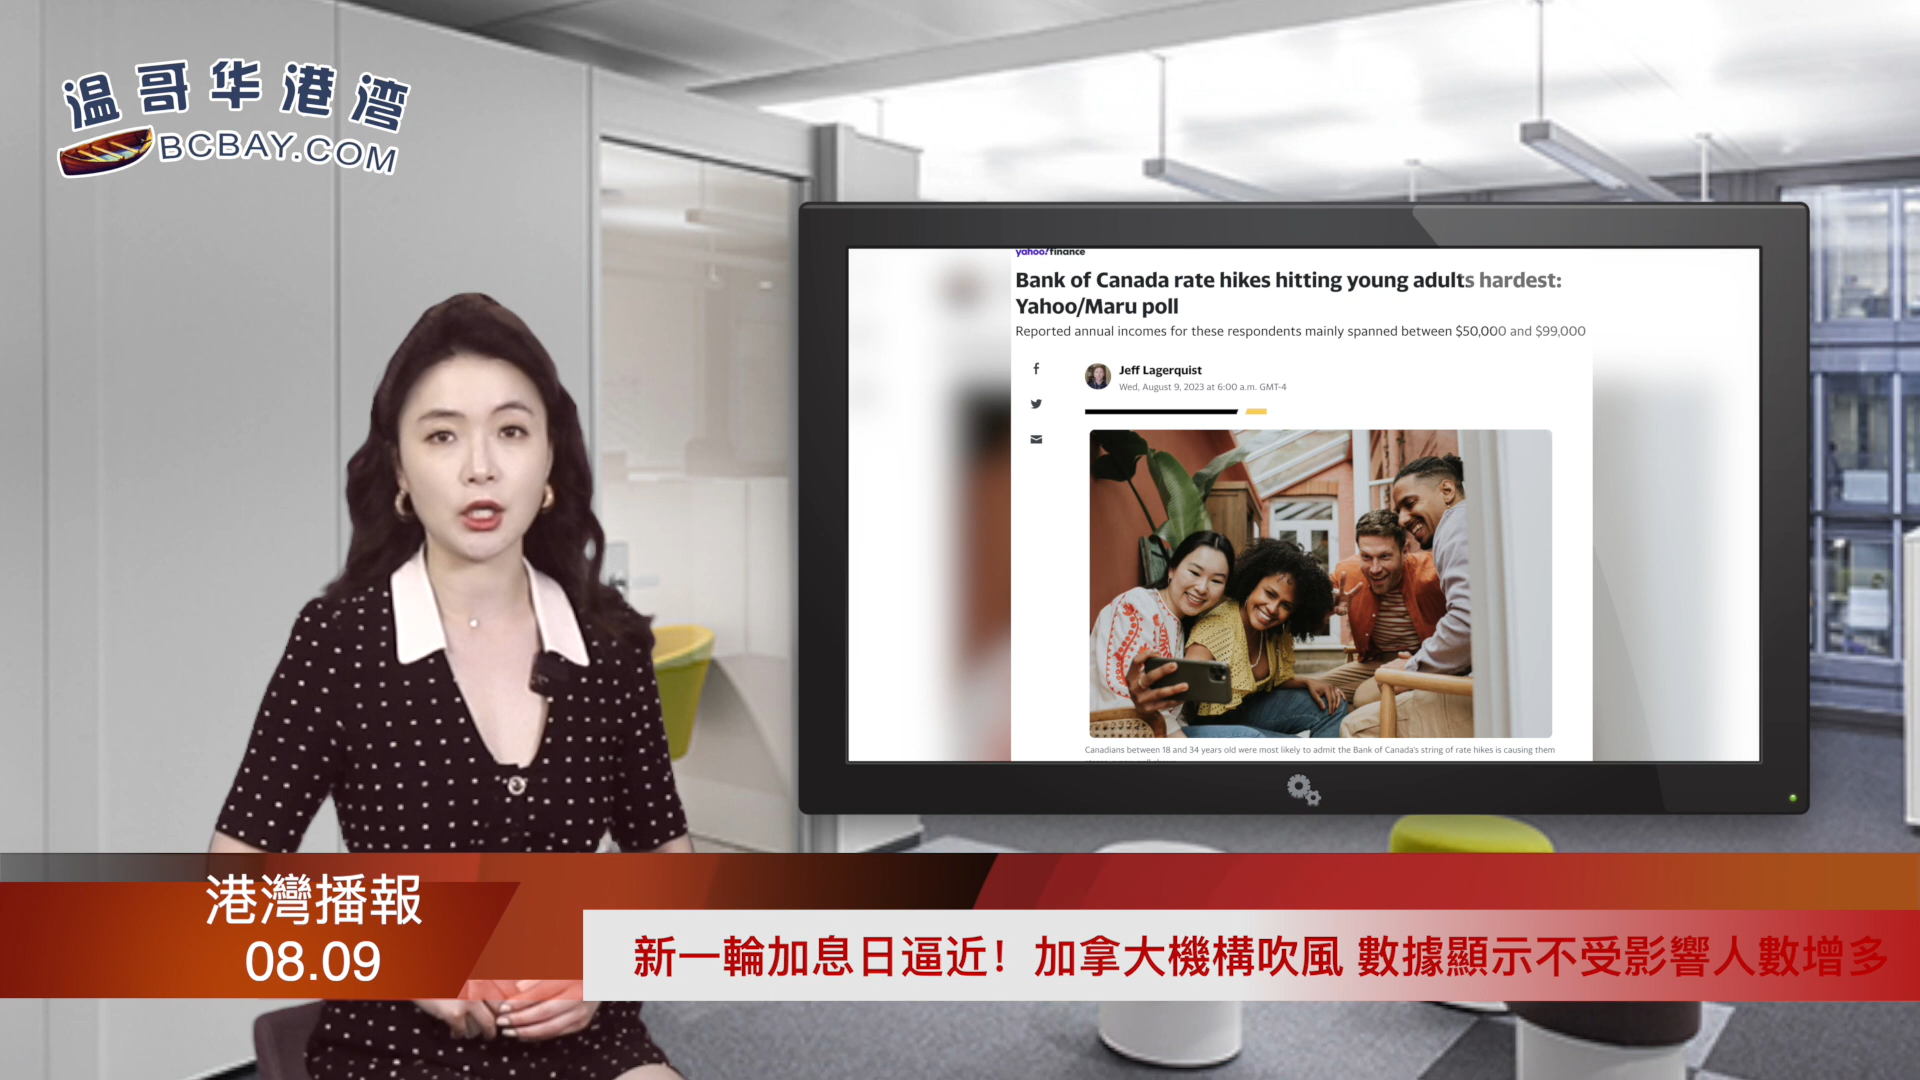 温哥华港湾
BCBAY.COM
yahoo!finance
Bank of Canada rate hikes hitting young adults hardest:
Yahoo/Maru poll
Reported annual incomes for these respondents mainly spanned between $50,000 and $99,000
Jeff Lagerquist
Wed, August 9, 2023 at 6:00 a.m. GMT-4
Canadians between 18 and 34 years old were most likely to admit the Bank of Canada's string of rate hikes is causing them
港灣播報
08.09
新一輪加息日逼近！加拿大機構吹風 數據顯示不受影響人數增多